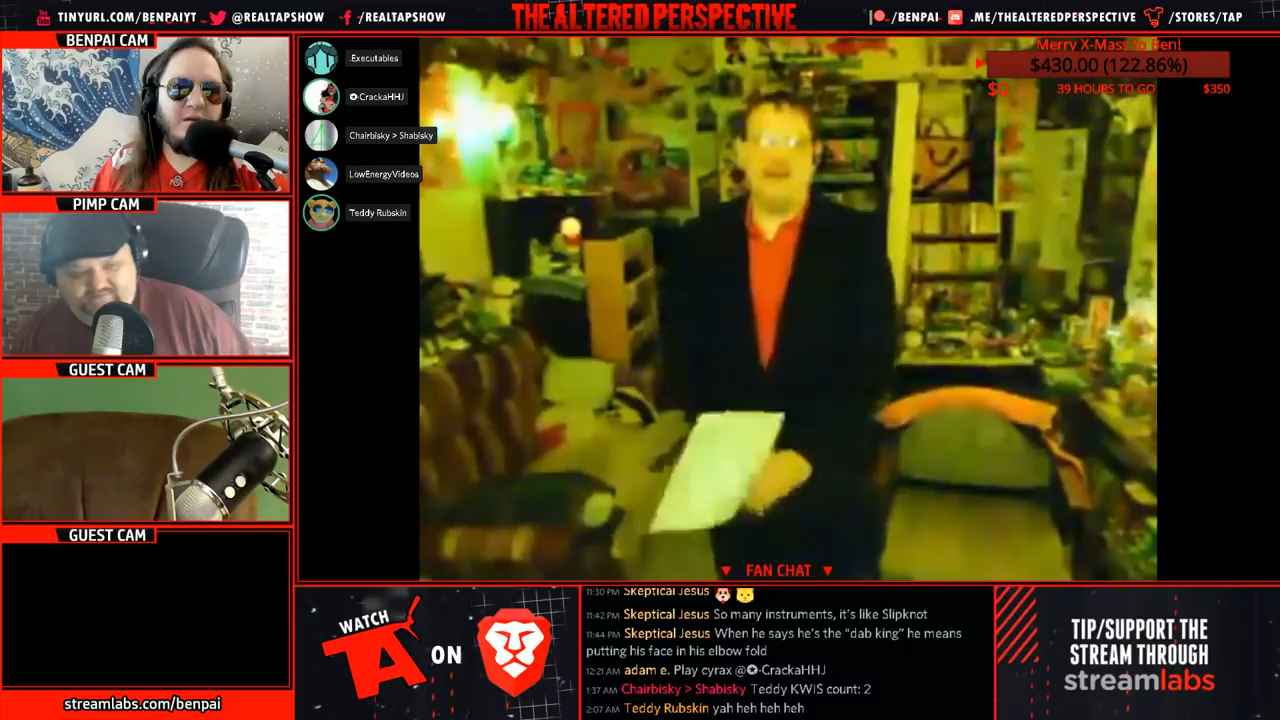 TINYURL.COM/BENPAIYT @REALTAPSHOW /REALTAPSHOW THE ALTERED PERSPECTIVE /BENPAI .ME/THEALTEREDPERSPECTIVE /STORES/TAP
BENPAI CAM
PIMP CAM
GUEST CAM
GUEST CAM
streamlabs.com/benpai
.Executables
✪-CrackaHHJ
Chairbisky > Shabisky
LowEnergyVideos
Teddy Rubskin
Merry X-Mass to Ben!
$430.00 (122.86%)
$0 39 HOURS TO GO $350
▼ FAN CHAT ▼
WATCH
TA ON
11:30 PM Skeptical Jesus
11:42 PM Skeptical Jesus So many instruments, it's like Slipknot
11:44 PM Skeptical Jesus When he says he's the “dab king” he means
putting his face in his elbow fold
12:21 AM adam e. Play cyrax @✪-CrackaHHJ
1:37 AM Chairbisky > Shabisky Teddy KWIS count: 2
2:07 AM Teddy Rubskin yah heh heh heh
TIP/SUPPORT THE
STREAM THROUGH
streamlabs